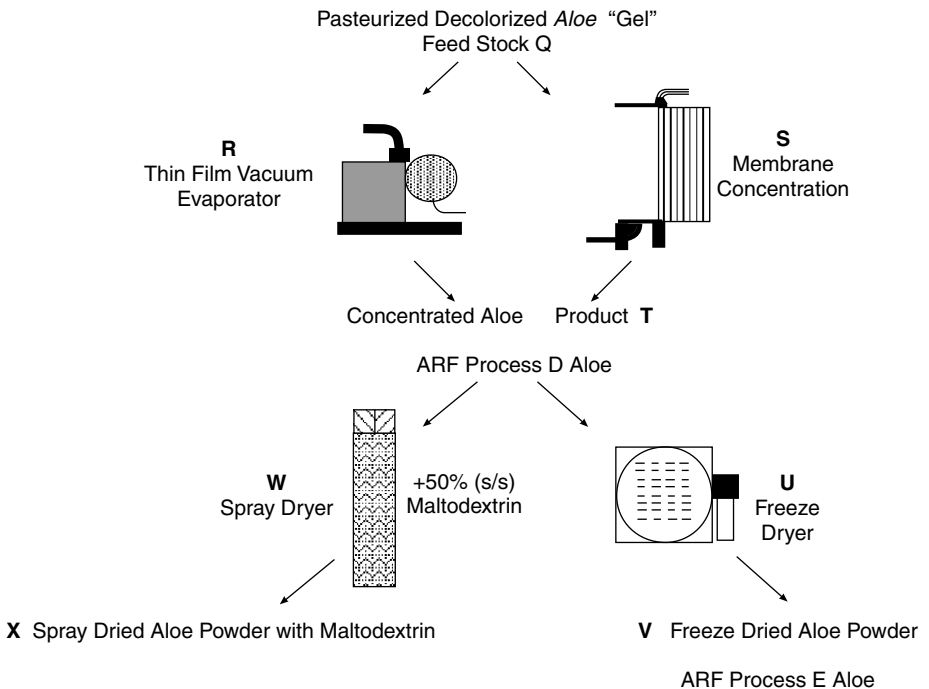 Pasteurized Decolorized Aloe “Gel”
Feed Stock Q
R
Thin Film Vacuum
Evaporator
S
Membrane
Concentration
Concentrated Aloe
Product T
ARF Process D Aloe
W
Spray Dryer
+50% (s/s)
Maltodextrin
U
Freeze
Dryer
X Spray Dried Aloe Powder with Maltodextrin
V Freeze Dried Aloe Powder
ARF Process E Aloe